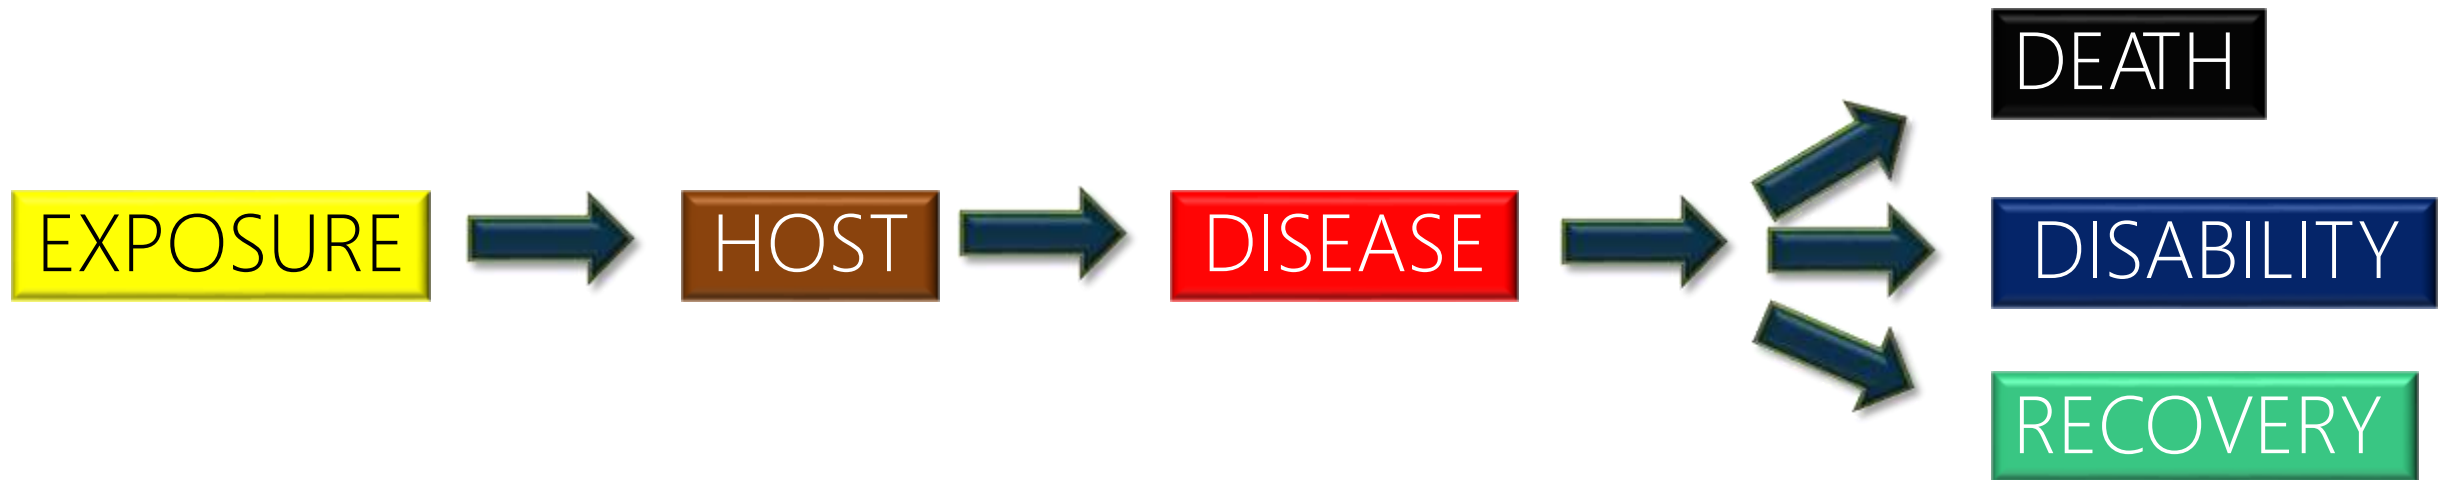 EXPOSURE
HOST
DISEASE
DEATH
DISABILITY
RECOVERY